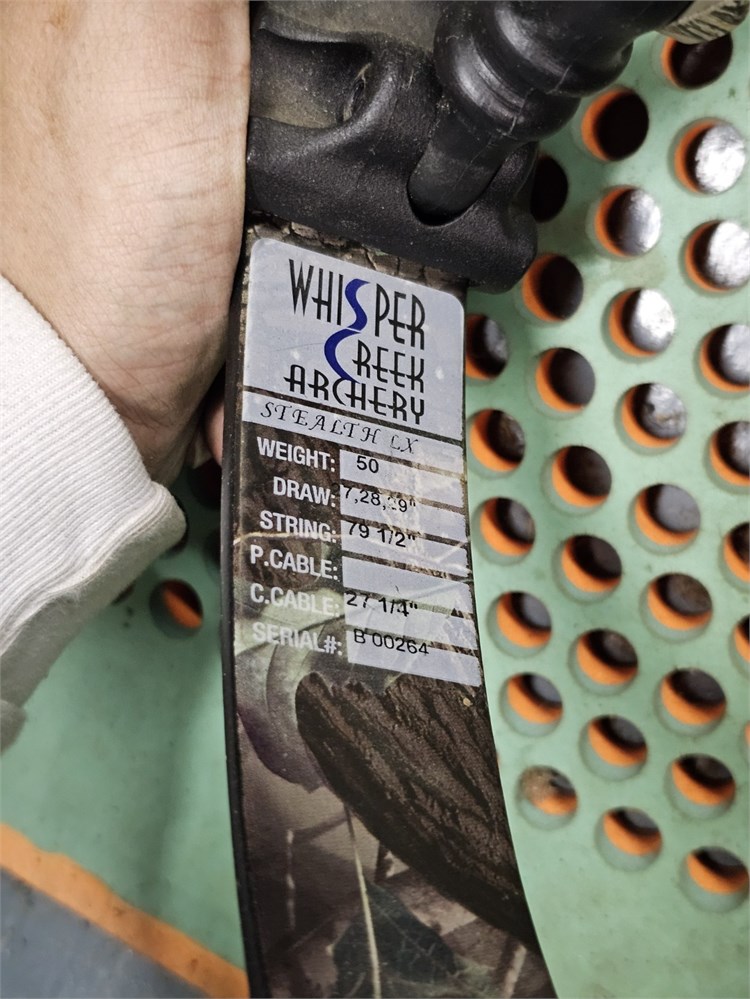 WHISPER
CREEK
ARCHERY
STEALTH LX
WEIGHT: 50
DRAW: 7,28,29"
STRING: 79 1/2"
P.CABLE:
C.CABLE: 27 1/4"
SERIAL#: B 00264